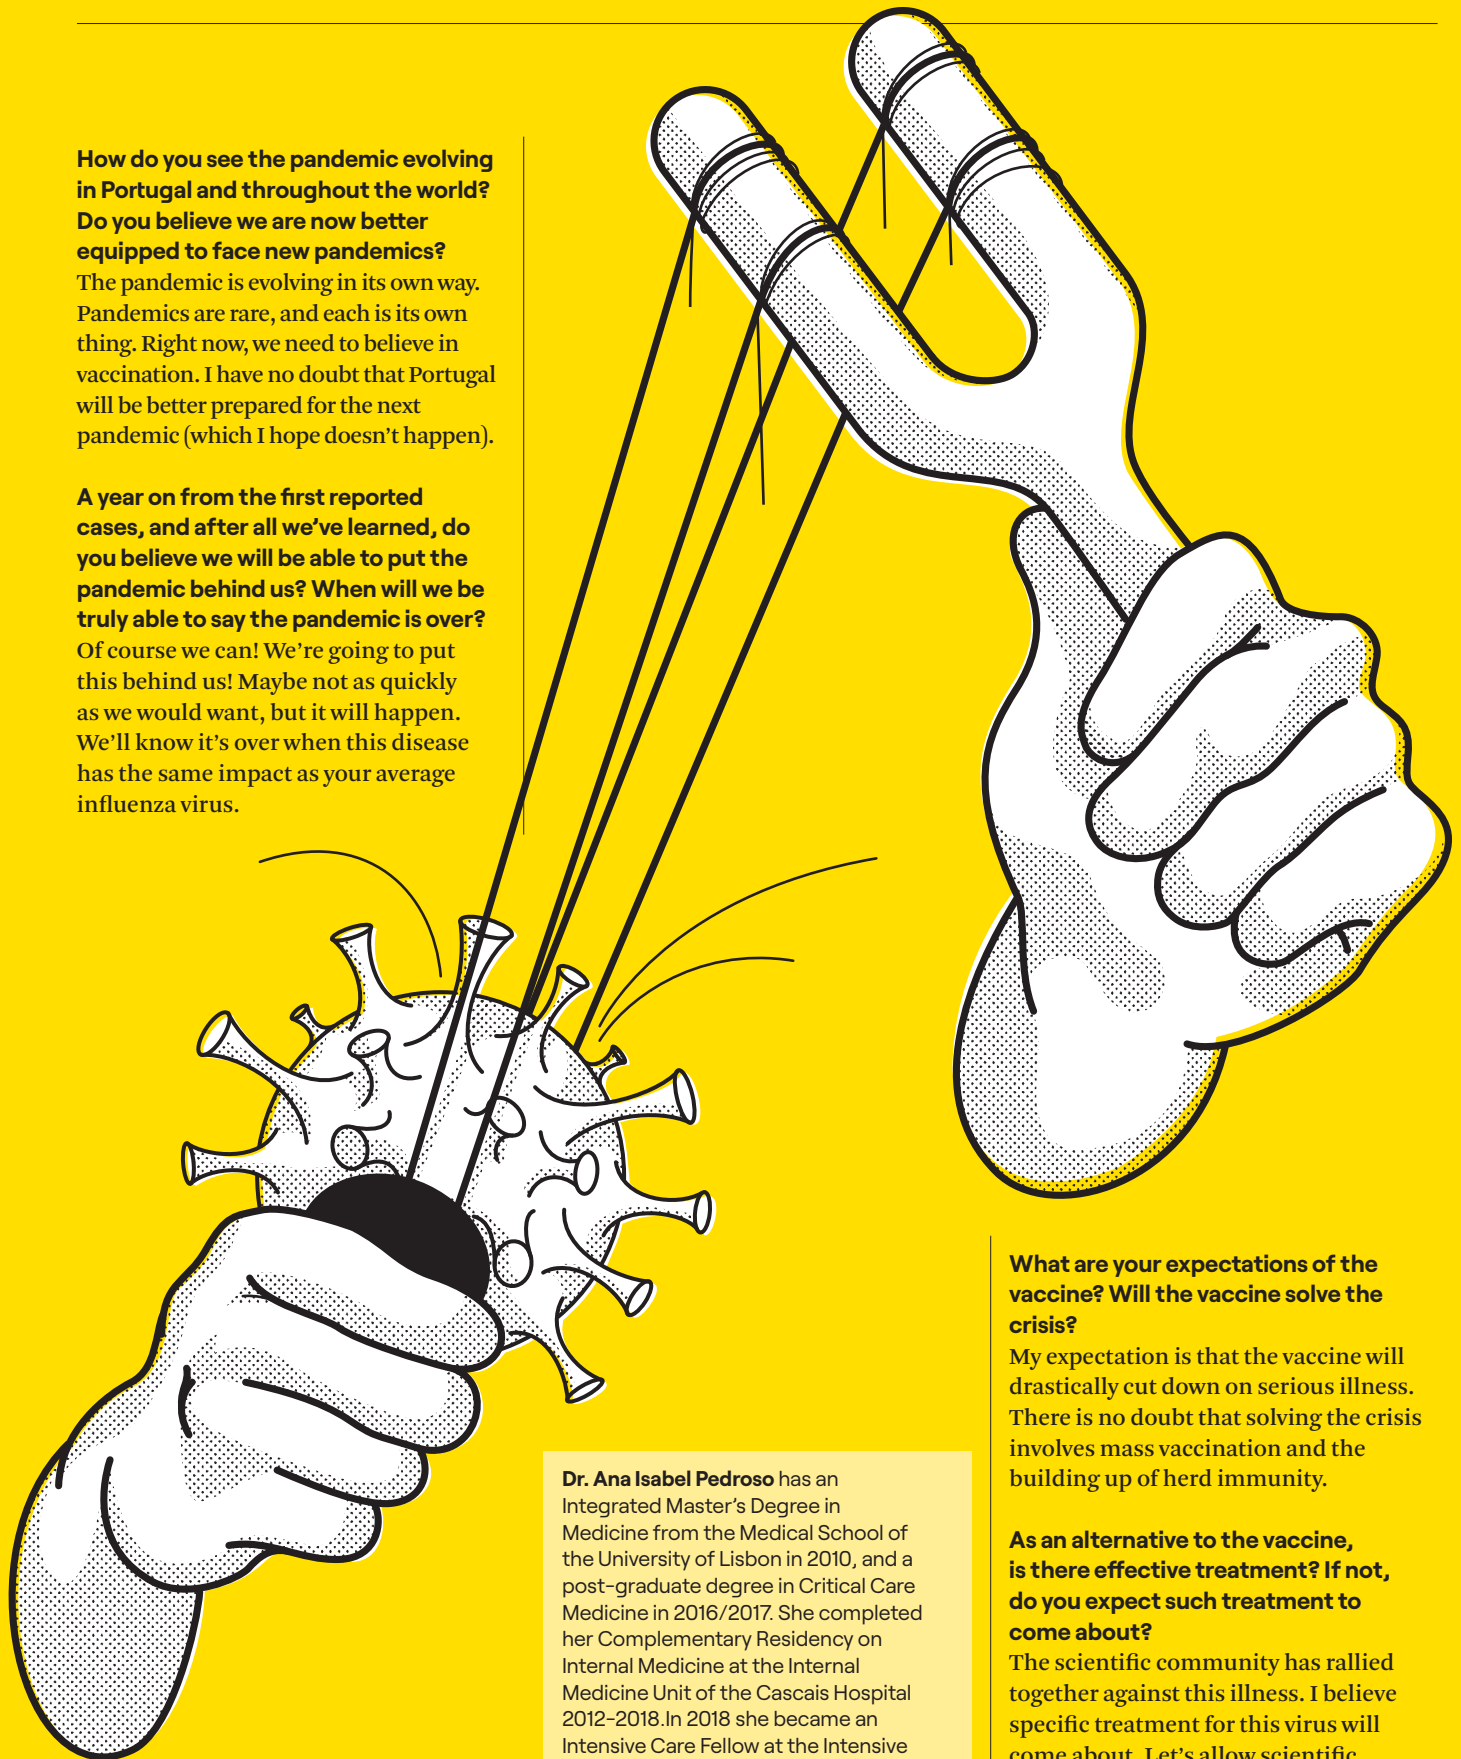 How do you see the pandemic evolving
in Portugal and throughout the world?
Do you believe we are now better
equipped to face new pandemics?
The pandemic is evolving in its own way.
Pandemics are rare, and each is its own
thing. Right now, we need to believe in
vaccination. I have no doubt that Portugal
will be better prepared for the next
pandemic (which I hope doesn't happen).
A year on from the first reported
cases, and after all we've learned, do
you believe we will be able to put the
pandemic behind us? When will we be
truly able to say the pandemic is over?
Of course we can! We're going to put
this behind us! Maybe not as quickly
as we would want, but it will happen.
We'll know it's over when this disease
has the same impact as your average
influenza virus.
Dr. Ana Isabel Pedroso has an
Integrated Master's Degree in
Medicine from the Medical School of
the University of Lisbon in 2010, and a
post-graduate degree in Critical Care
Medicine in 2016/2017. She completed
her Complementary Residency on
Internal Medicine at the Internal
Medicine Unit of the Cascais Hospital
2012-2018.In 2018 she became an
Intensive Care Fellow at the Intensive
What are your expectations of the
vaccine? Will the vaccine solve the
crisis?
My expectation is that the vaccine will
drastically cut down on serious illness.
There is no doubt that solving the crisis
involves mass vaccination and the
building up of herd immunity.
As an alternative to the vaccine,
is there effective treatment? If not,
do you expect such treatment to
come about?
The scientific community has rallied
together against this illness. I believe
specific treatment for this virus will
come about. Let's allow scientific